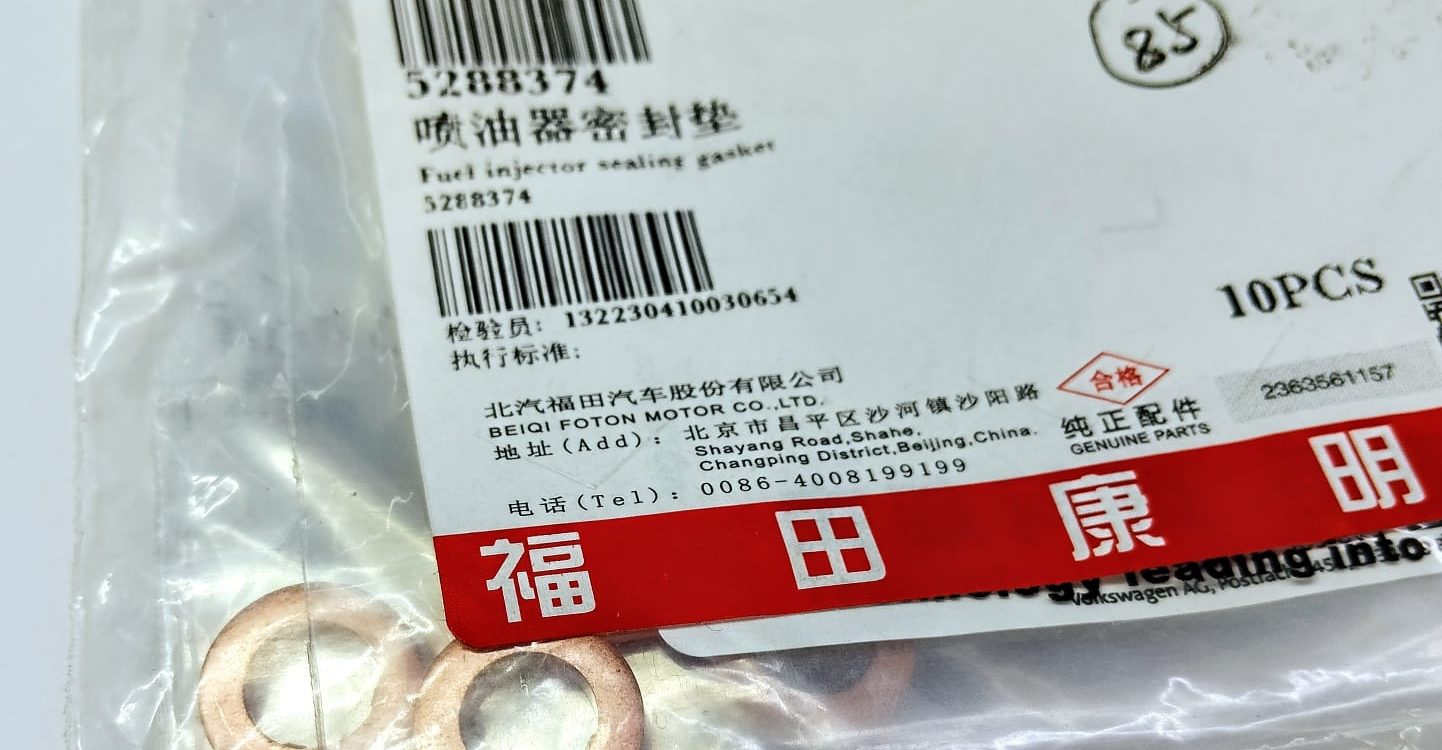 85
5288374
喷油器密封垫
Fuel injector sealing gasket
5288374
132230410030654
检验员:
执行标准:
10PCS
北汽福田汽车股份有限公司
BEIQI FOTON MOTOR CO.,LTD.
地址(Add): 北京市昌平区沙河镇沙阳路
Shayang Road,Shahe,
Changping District,Beijing,China.
电话(Tel): 0086-4008199199
合格
纯正配件
GENUINE PARTS
2363561157
福田康明
leading into
Volkswagen AG,